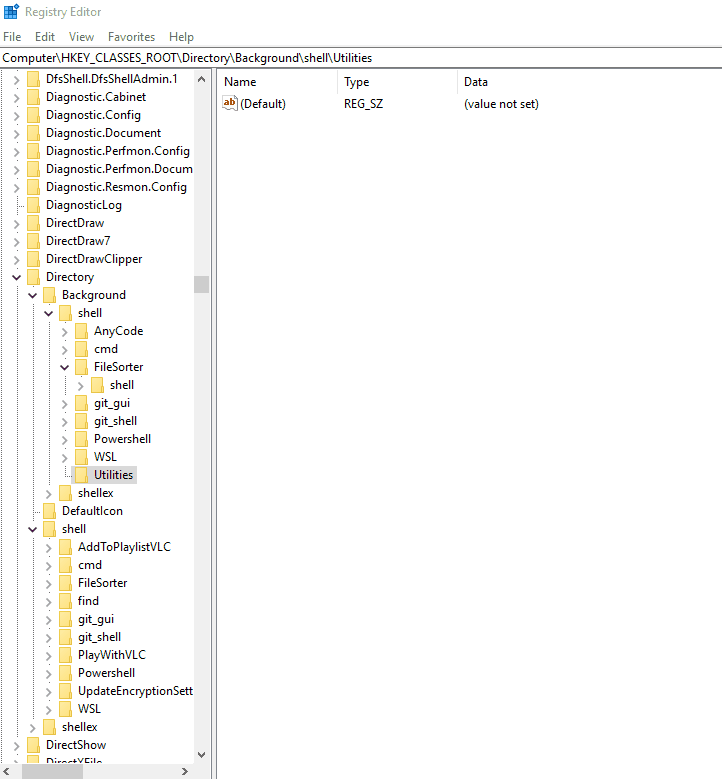 Registry Editor
File Edit View Favorites Help
Computer\HKEY_CLASSES_ROOT\Directory\Background\shell\Utilities
DfsShell.DfsShellAdmin.1
Diagnostic.Cabinet
Diagnostic.Config
Diagnostic.Document
Diagnostic.Perfmon.Config
Diagnostic.Perfmon.Docum
Diagnostic.Resmon.Config
DiagnosticLog
DirectDraw
DirectDraw7
DirectDrawClipper
Directory
Background
shell
AnyCode
cmd
FileSorter
shell
git_gui
git_shell
Powershell
WSL
Utilities
shellex
DefaultIcon
shell
AddToPlaylistVLC
cmd
FileSorter
find
git_gui
git_shell
PlayWithVLC
Powershell
UpdateEncryptionSett
WSL
shellex
DirectShow
DirectXFile
Name Type Data
ab (Default) REG_SZ (value not set)